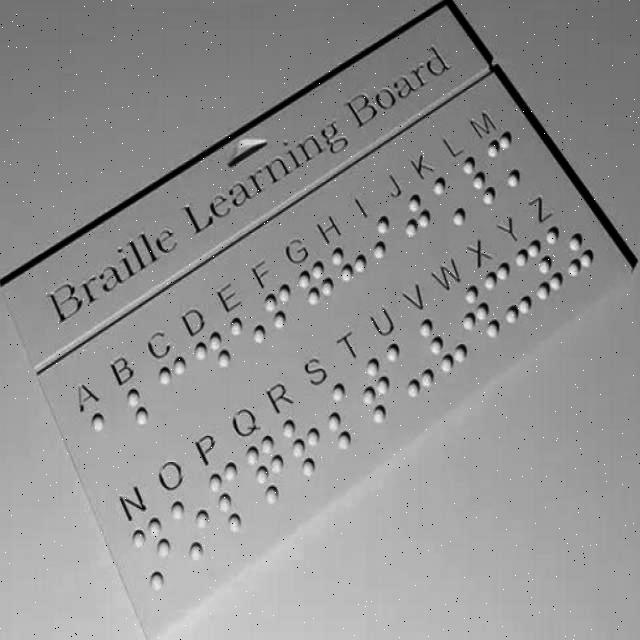 Braille Learning Board
A B C D E F G H I J K L M
N O P Q R S T U V W X Y Z